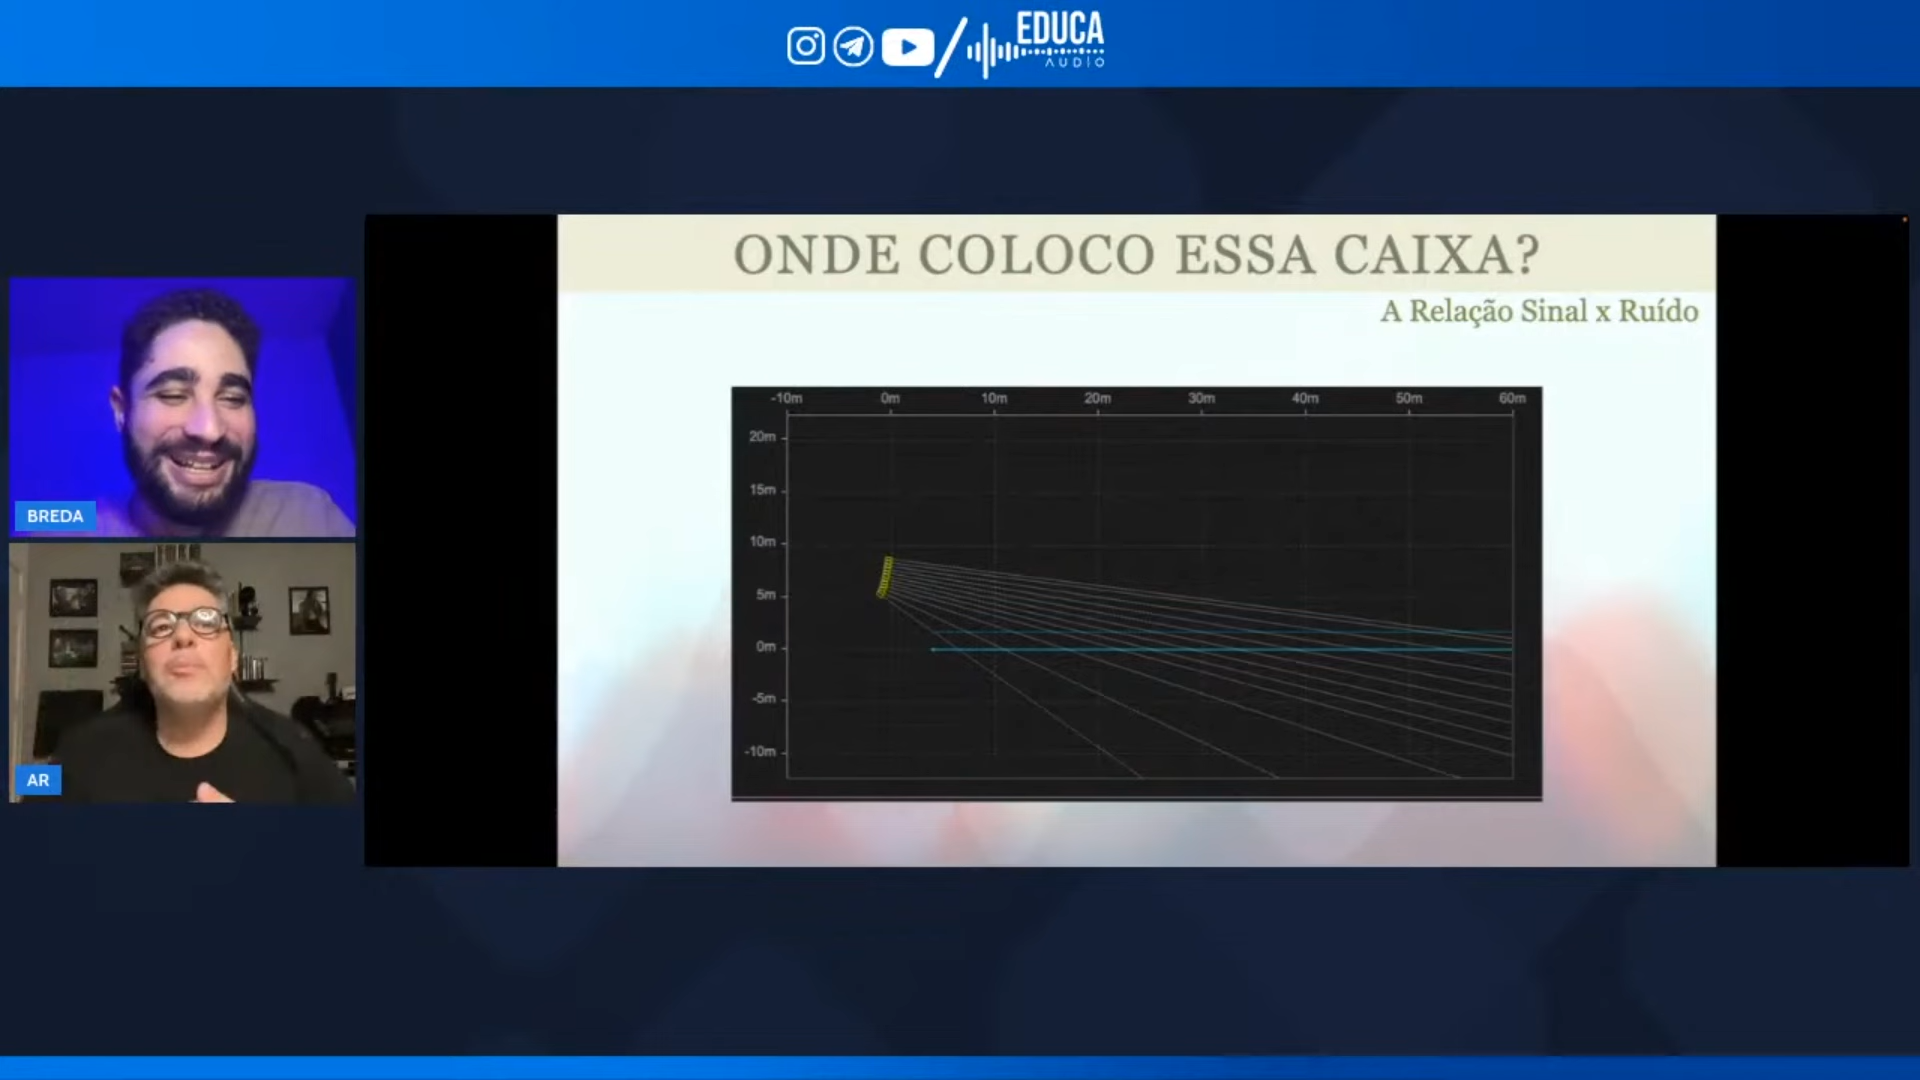 EDUCA
AUDIO
ONDE COLOCO ESSA CAIXA?
A Relação Sinal x Ruído
-10m 0m 10m 20m 30m 40m 50m 60m
20m
15m
10m
5m
0m
-5m
-10m
BREDA
AR